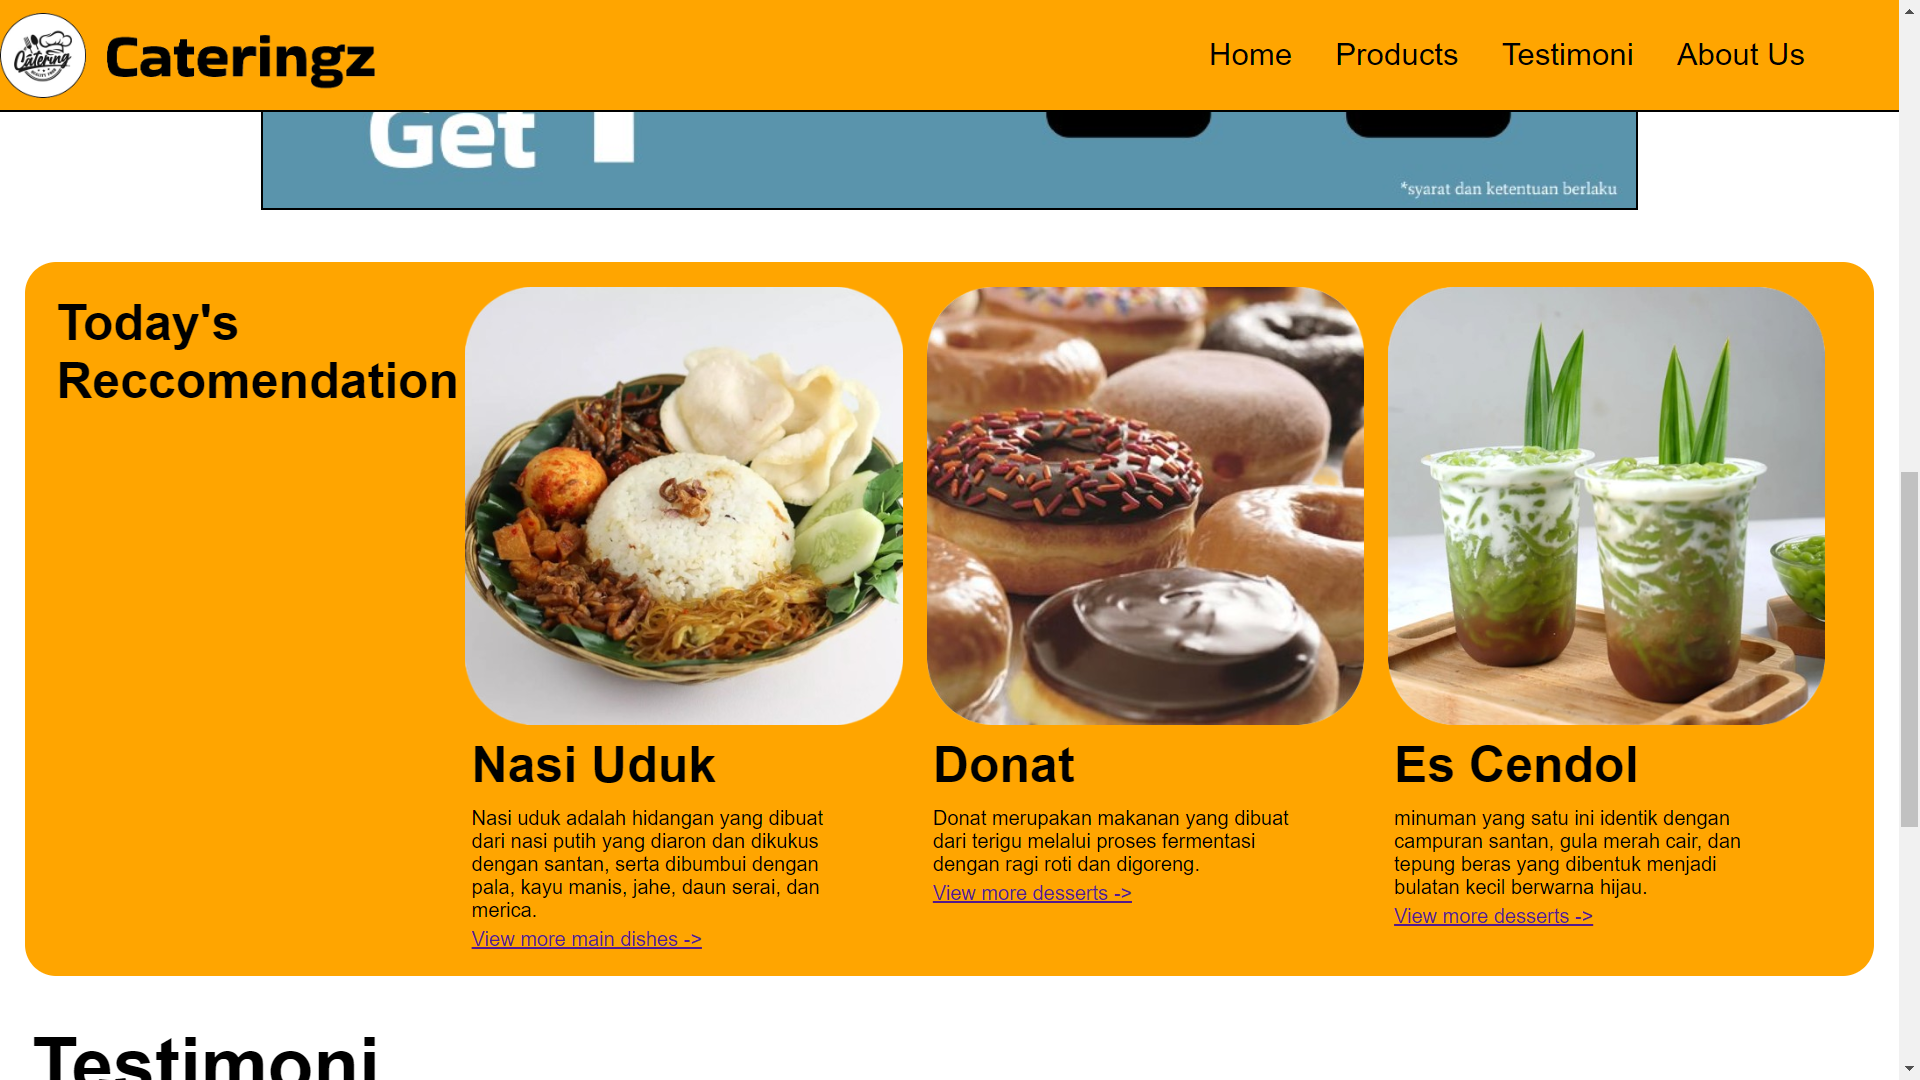 Catering
Cateringz
Home
Products
Testimoni
About Us
Get 1
*syarat dan ketentuan berlaku
Today's
Reccomendation
Nasi Uduk
Nasi uduk adalah hidangan yang dibuat
dari nasi putih yang diaron dan dikukus
dengan santan, serta dibumbui dengan
pala, kayu manis, jahe, daun serai, dan
merica.
View more main dishes ->
Donat
Donat merupakan makanan yang dibuat
dari terigu melalui proses fermentasi
dengan ragi roti dan digoreng.
View more desserts ->
Es Cendol
minuman yang satu ini identik dengan
campuran santan, gula merah cair, dan
tepung beras yang dibentuk menjadi
bulatan kecil berwarna hijau.
View more desserts ->
Testimoni